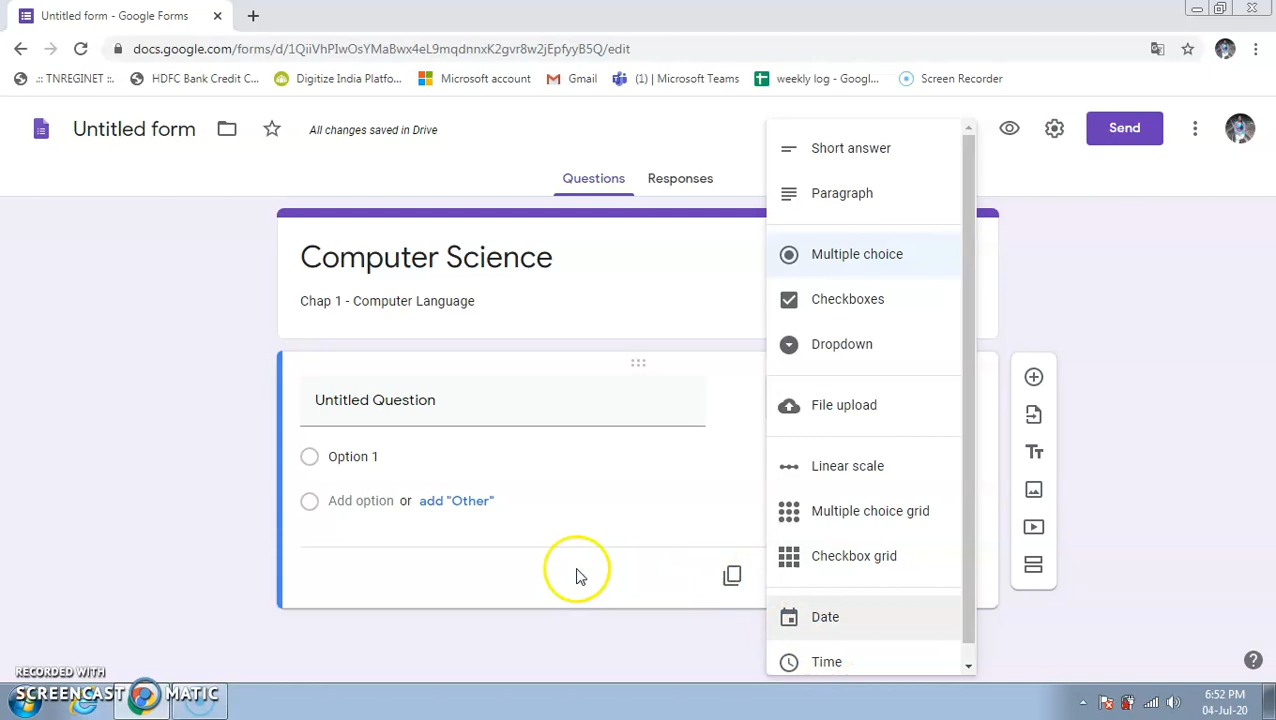 Untitled form - Google Forms
docs.google.com/forms/d/1QiiVhPIwOsYMaBwx4eL9mqdnnxK2gvr8w2jEpfyyB5Q/edit
.:: TNREGINET ::. HDFC Bank Credit C... Digitize India Platfo... Microsoft account Gmail (1) | Microsoft Teams weekly log - Googl... Screen Recorder
Untitled form All changes saved in Drive Send
Questions Responses
Short answer
Paragraph
Multiple choice
Checkboxes
Dropdown
File upload
Linear scale
Multiple choice grid
Checkbox grid
Date
Time
Computer Science
Chap 1 - Computer Language
Untitled Question
Option 1
Add option or add "Other"
RECORDED WITH
SCREENCAST MATIC
6:52 PM
04-Jul-20